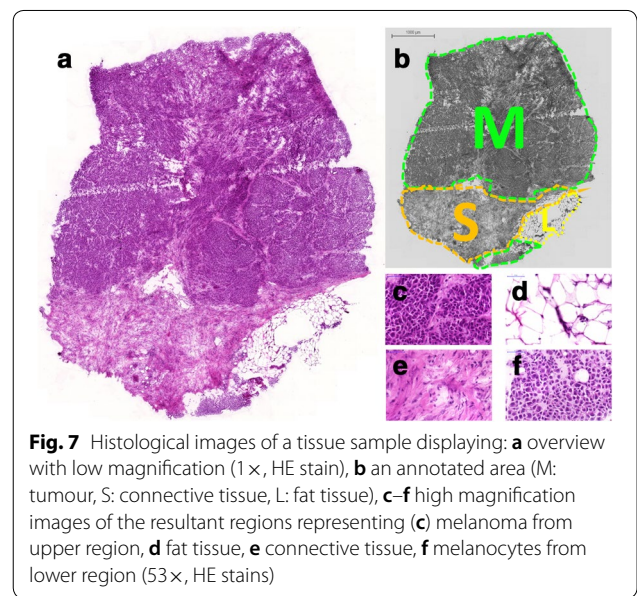 a
b
1000 µm
M
S
L
c
d
e
f
Fig. 7 Histological images of a tissue sample displaying: a overview
with low magnification (1×, HE stain), b an annotated area (M:
tumour, S: connective tissue, L: fat tissue), c–f high magnification
images of the resultant regions representing (c) melanoma from
upper region, d fat tissue, e connective tissue, f melanocytes from
lower region (53×, HE stains)